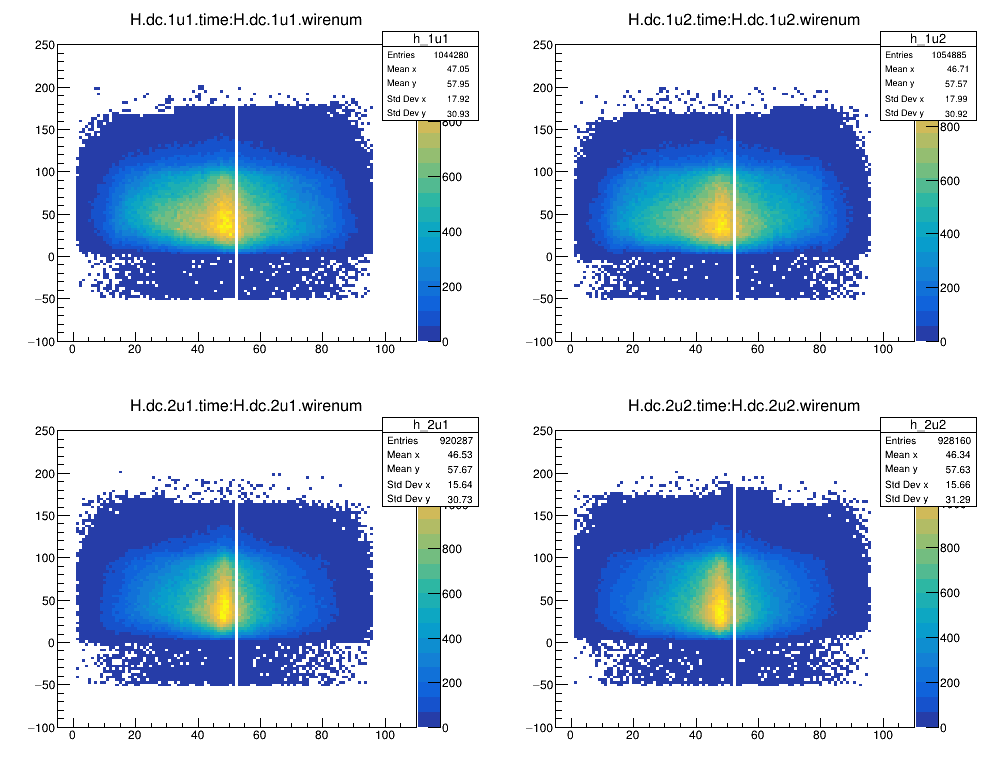 H.dc.1u1.time:H.dc.1u1.wirenum
h_1u1
Entries 1044280
Mean x 47.05
Mean y 57.95
Std Dev x 17.92
Std Dev y 30.93
250
200
150
100
50
0
−50
−100
0 20 40 60 80 100
800
600
400
200
0
H.dc.1u2.time:H.dc.1u2.wirenum
h_1u2
Entries 1054885
Mean x 46.71
Mean y 57.57
Std Dev x 17.99
Std Dev y 30.92
250
200
150
100
50
0
−50
−100
0 20 40 60 80 100
800
600
400
200
0
H.dc.2u1.time:H.dc.2u1.wirenum
h_2u1
Entries 920287
Mean x 46.53
Mean y 57.67
Std Dev x 15.64
Std Dev y 30.73
250
200
150
100
50
0
−50
−100
0 20 40 60 80 100
800
600
400
200
0
H.dc.2u2.time:H.dc.2u2.wirenum
h_2u2
Entries 928160
Mean x 46.34
Mean y 57.63
Std Dev x 15.66
Std Dev y 31.29
250
200
150
100
50
0
−50
−100
0 20 40 60 80 100
800
600
400
200
0